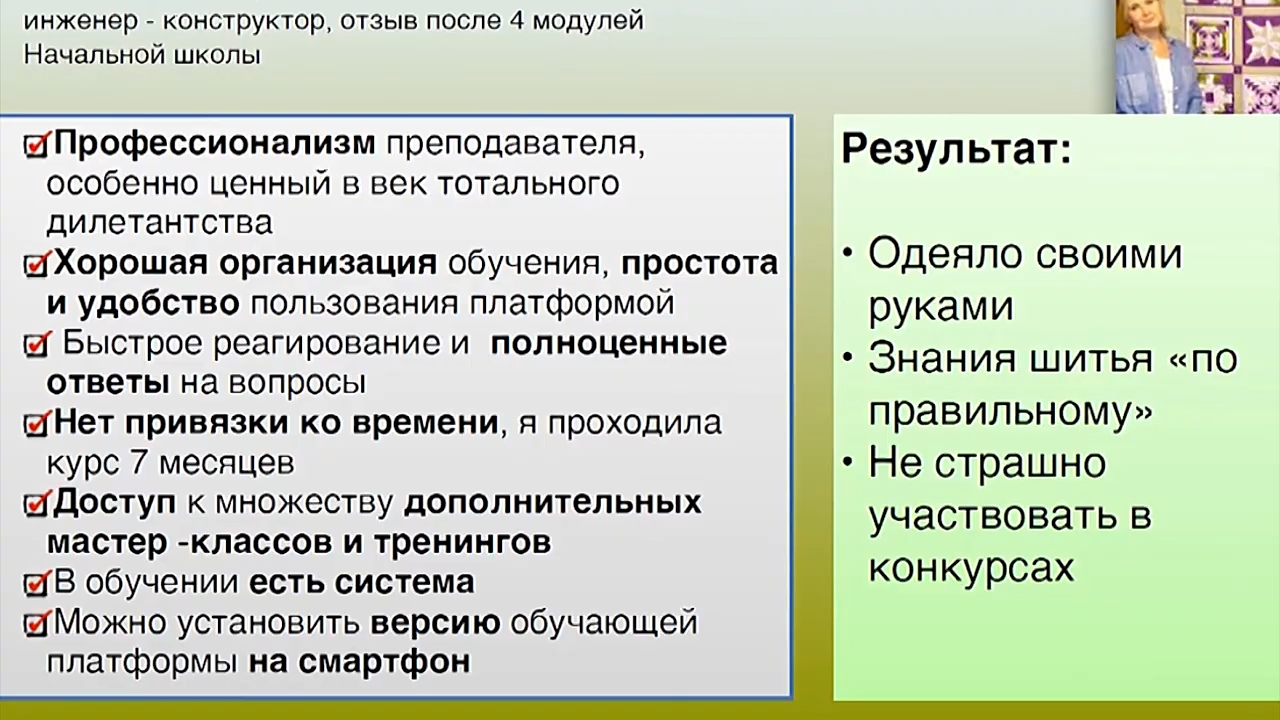 инженер - конструктор, отзыв после 4 модулей
Начальной школы
Профессионализм преподавателя,
особенно ценный в век тотального
дилетантства
Хорошая организация обучения, простота
и удобство пользования платформой
Быстрое реагирование и полноценные
ответы на вопросы
Нет привязки ко времени, я проходила
курс 7 месяцев
Доступ к множеству дополнительных
мастер -классов и тренингов
В обучении есть система
Можно установить версию обучающей
платформы на смартфон
Результат:
• Одеяло своими
руками
• Знания шитья «по
правильному»
• Не страшно
участвовать в
конкурсах